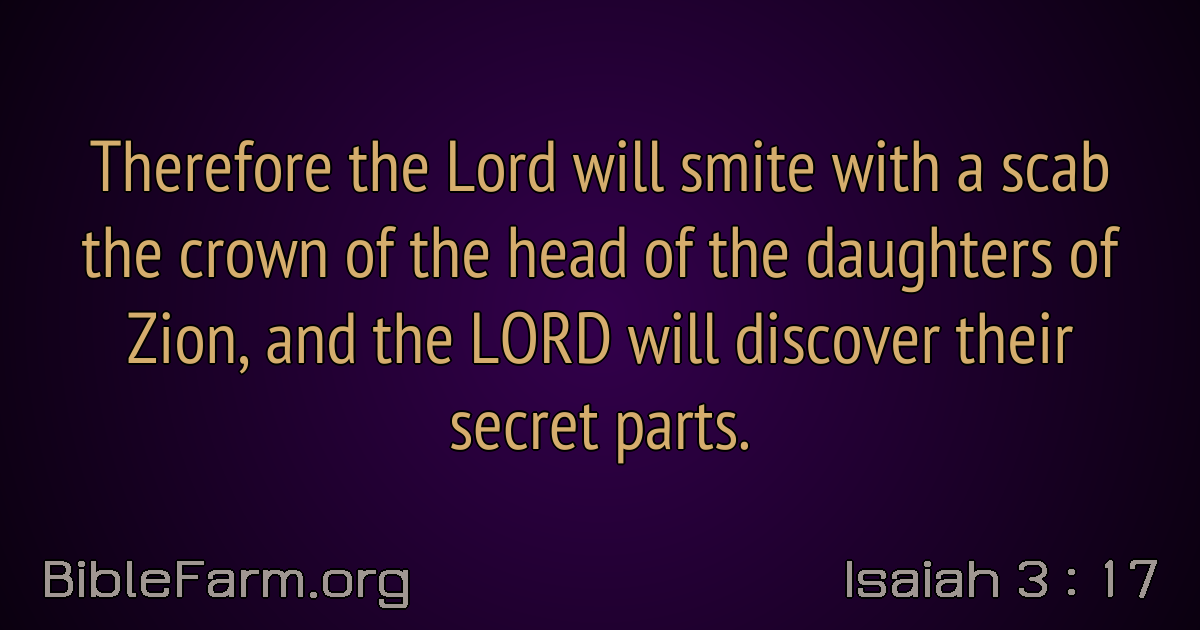 Therefore the Lord will smite with a scab
the crown of the head of the daughters of
Zion, and the LORD will discover their
secret parts.
BibleFarm.org
Isaiah 3 : 17